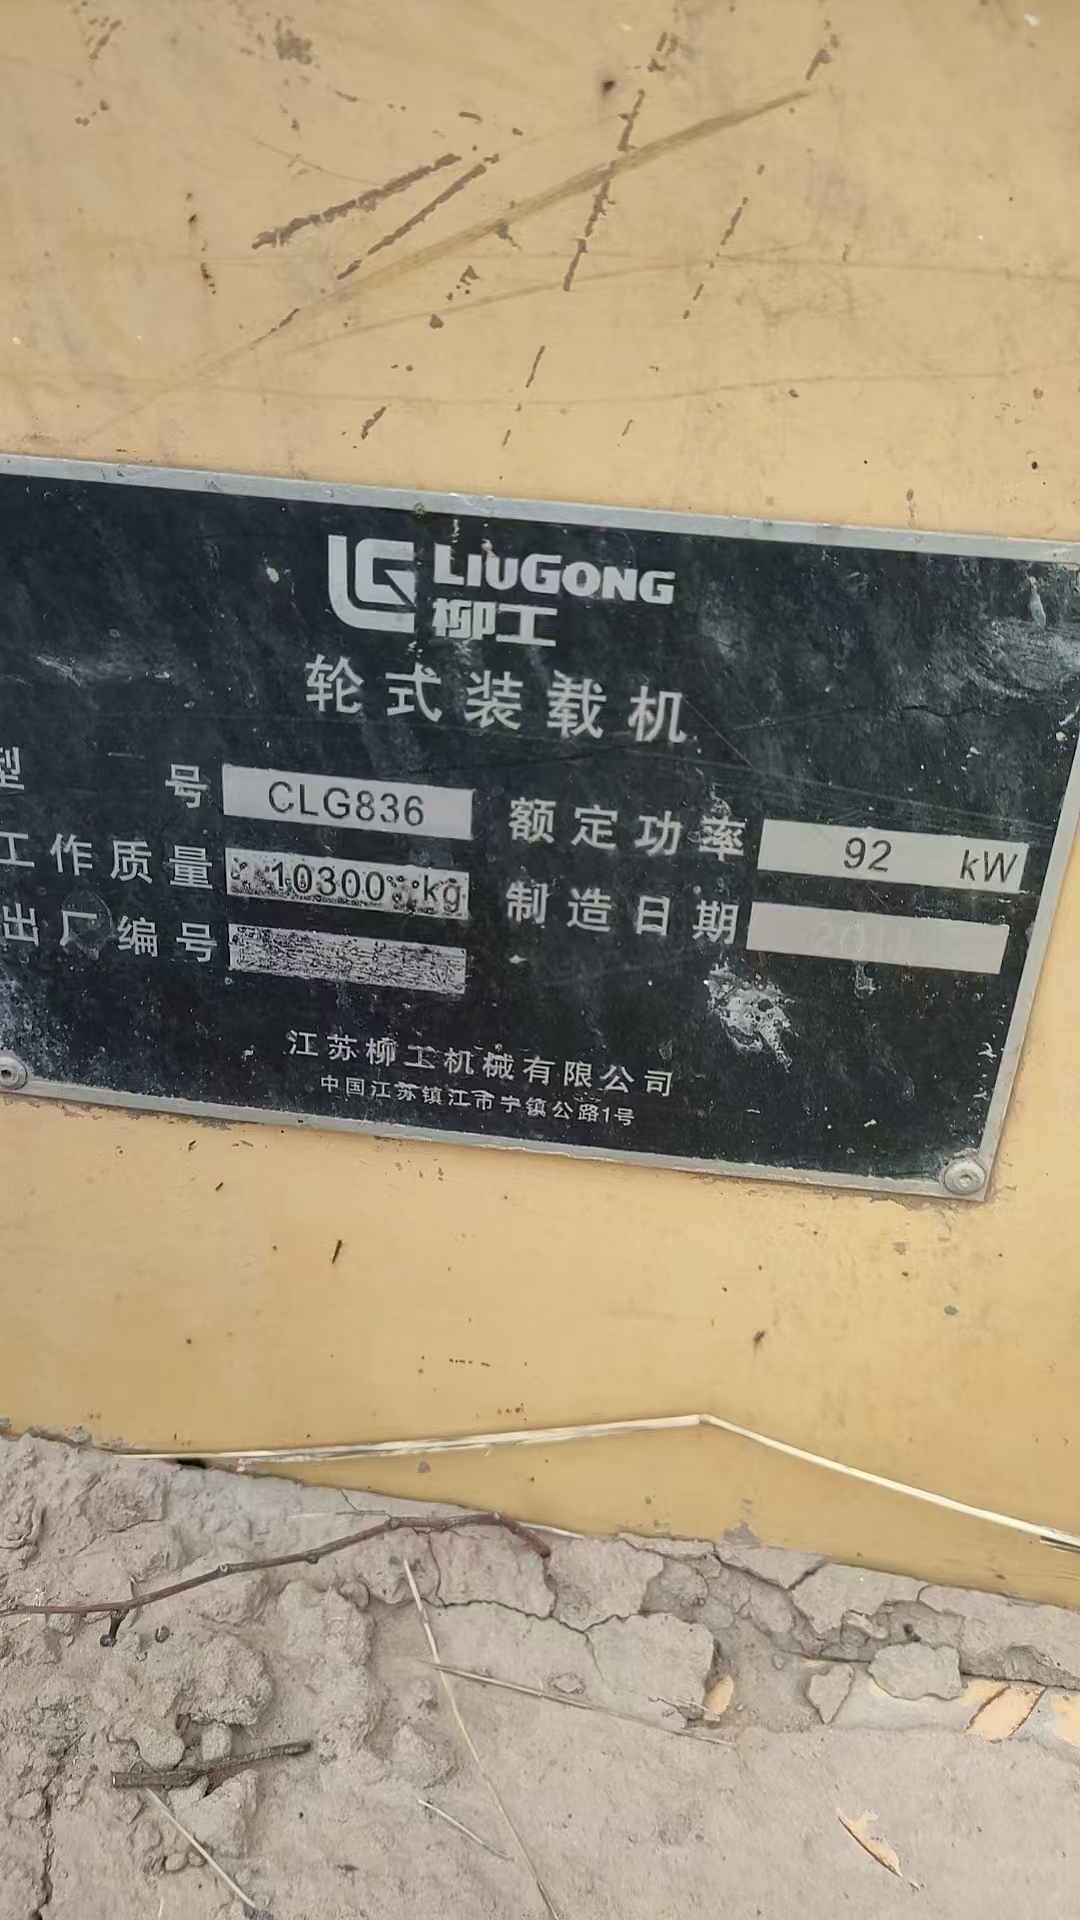 LIUGONG
柳工
轮式装载机
型号 CLG836 额定功率 92 kW
工作质量 10300 kg 制造日期
出厂编号
江苏柳工机械有限公司
中国江苏镇江市宁镇公路1号